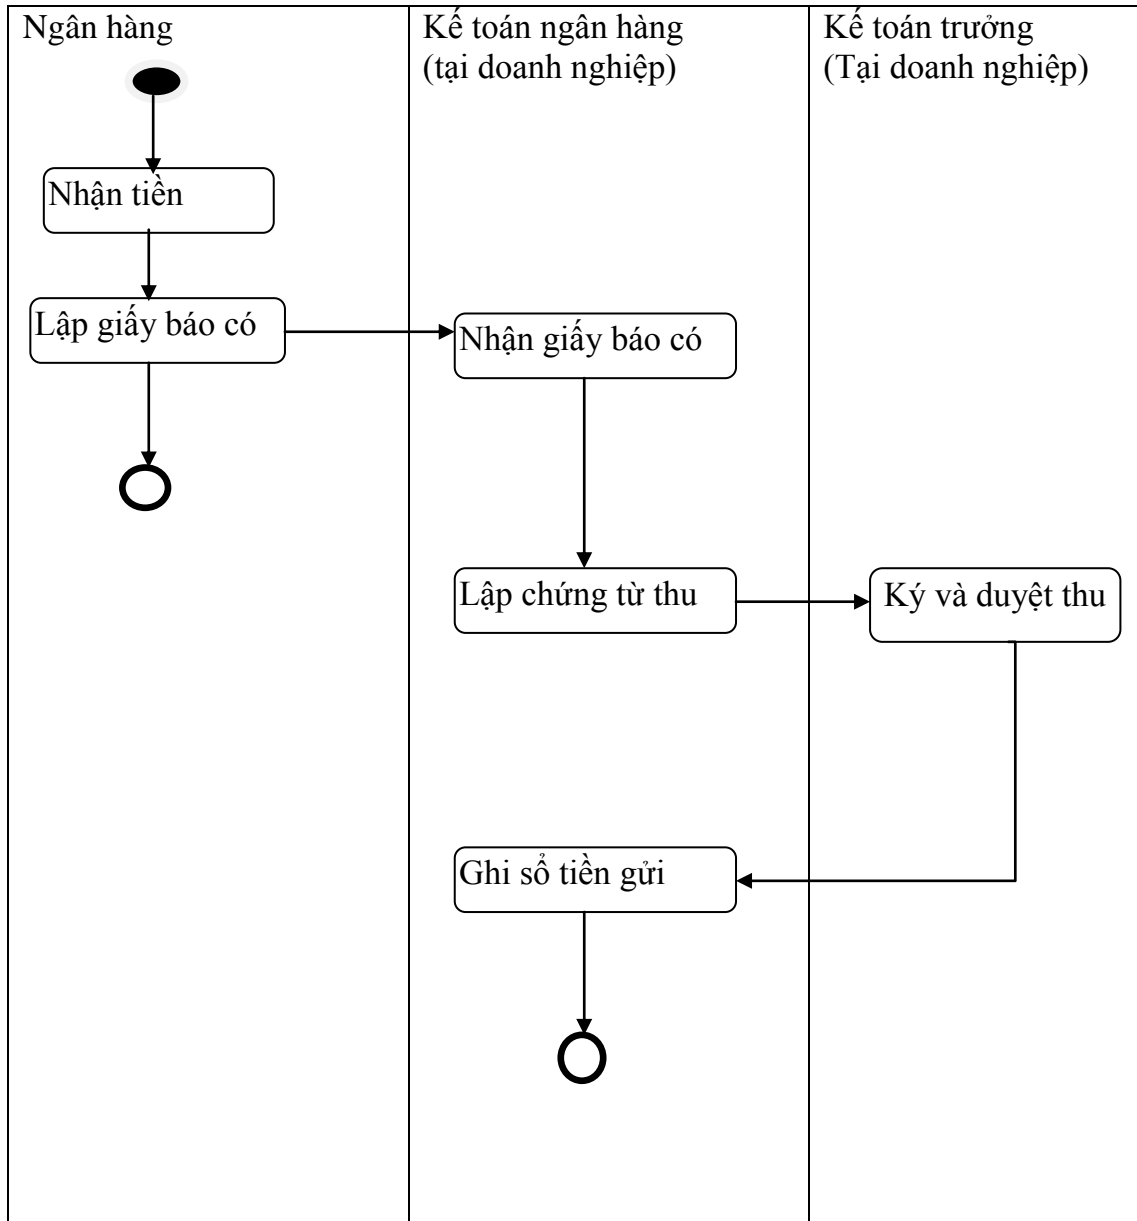 Ngân hàng
Kế toán ngân hàng
(tại doanh nghiệp)
Kế toán trưởng
(Tại doanh nghiệp)
Nhận tiền
Lập giấy báo có
Nhận giấy báo có
Lập chứng từ thu
Ký và duyệt thu
Ghi sổ tiền gửi